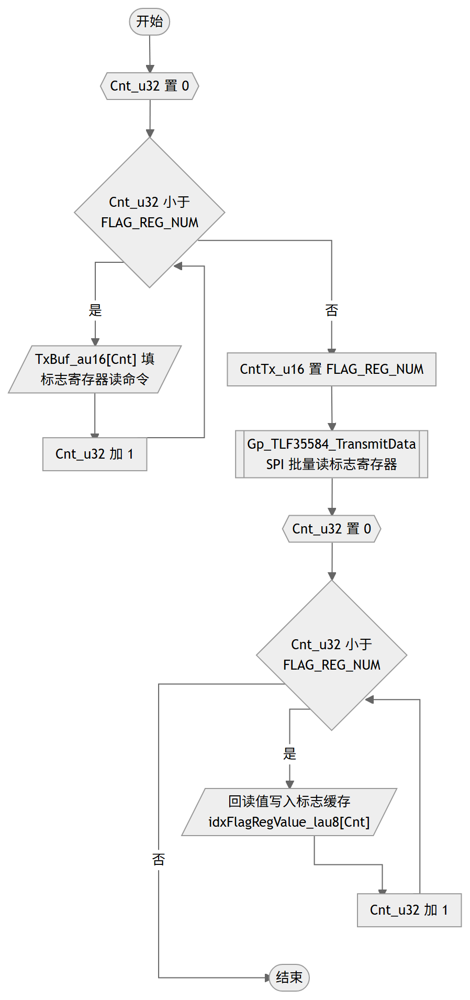 开始
Cnt_u32 置 0
Cnt_u32 小于
FLAG_REG_NUM
是
否
TxBuf_au16[Cnt] 填
标志寄存器读命令
CntTx_u16 置 FLAG_REG_NUM
Cnt_u32 加 1
Gp_TLF35584_TransmitData
SPI 批量读标志寄存器
Cnt_u32 置 0
Cnt_u32 小于
FLAG_REG_NUM
是
回读值写入标志缓存
idxFlagRegValue_lau8[Cnt]
否
Cnt_u32 加 1
结束